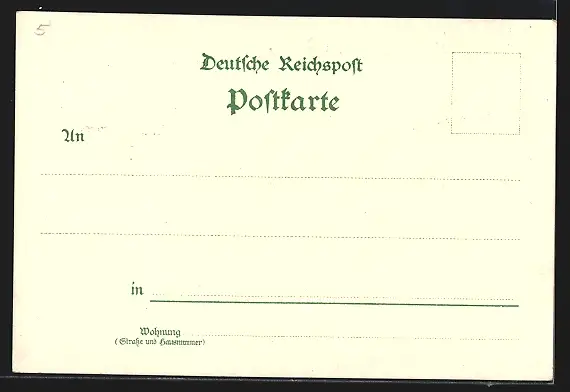 5
Deutsche Reichspost
Postkarte
An
in
Wohnung
(Straße und Hausnummer)